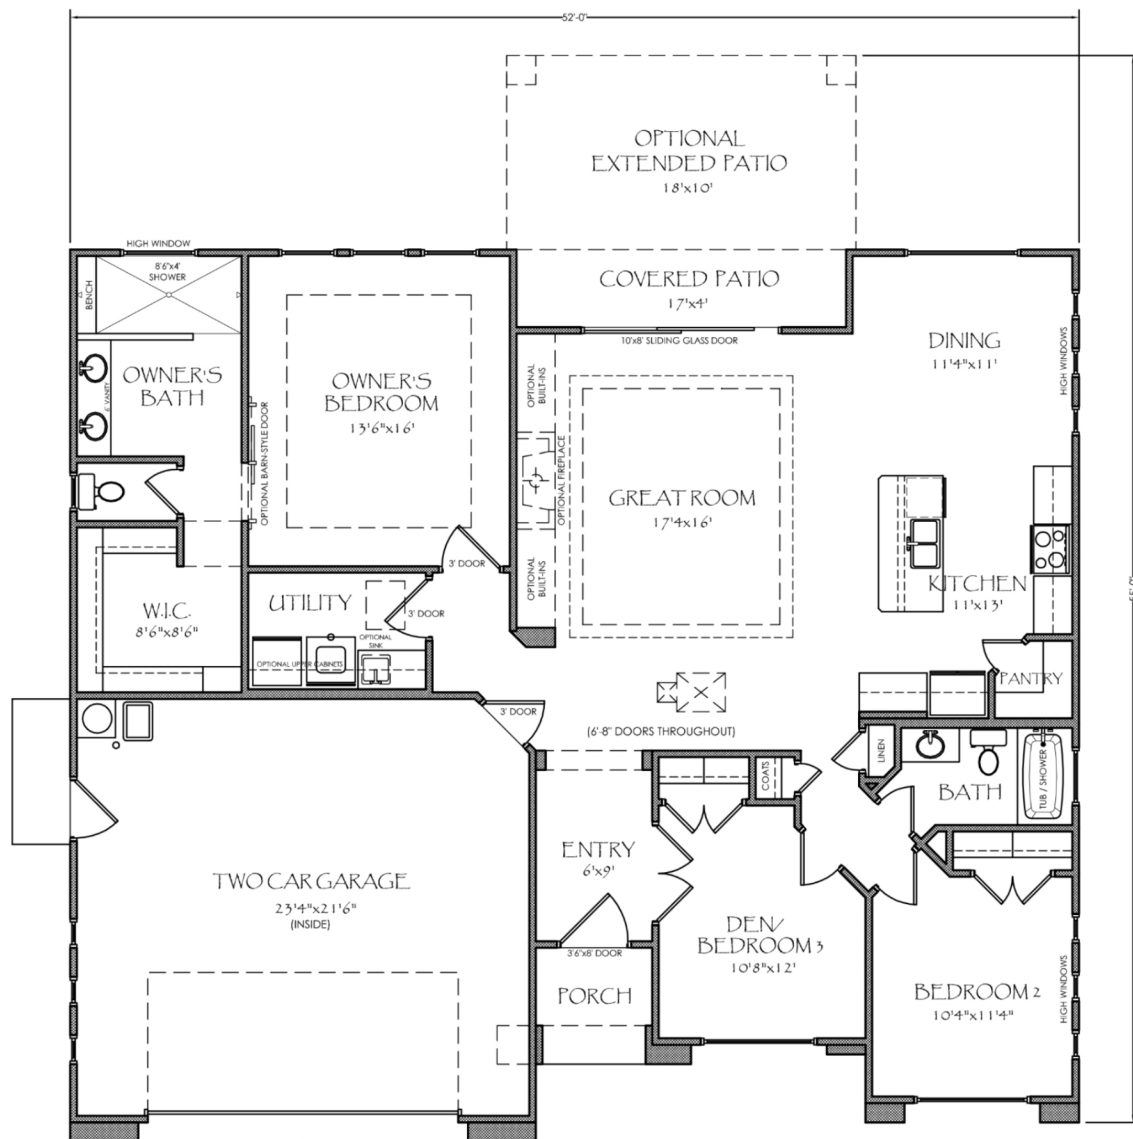 52'-0"
OPTIONAL
EXTENDED PATIO
18'x10'
HIGH WINDOW
8'6"x4'
SHOWER
BENCH
COVERED PATIO
17'x4'
10'x8' SLIDING GLASS DOOR
DINING
11'4"x11'
HIGH WINDOWS
OWNER'S
BATH
6' VANITY
OWNER'S
BEDROOM
13'6"x16'
OPTIONAL BARN-STYLE DOOR
OPTIONAL
BUILT-INS
OPTIONAL FIREPLACE
OPTIONAL
BUILT-INS
GREAT ROOM
17'4x16'
KITCHEN
11'x13'
3' DOOR
UTILITY
3' DOOR
OPTIONAL
SINK
OPTIONAL UPPER CABINETS
W.I.C.
8'6"x8'6"
PANTRY
3' DOOR
(6'-8" DOORS THROUGHOUT)
LINEN
COATS
BATH
TUB / SHOWER
ENTRY
6'x9'
TWO CAR GARAGE
23'4"x21'6"
(INSIDE)
DEN/
BEDROOM 3
10'8"x12'
3'6"x8' DOOR
PORCH
BEDROOM 2
10'4"x11'4"
HIGH WINDOWS